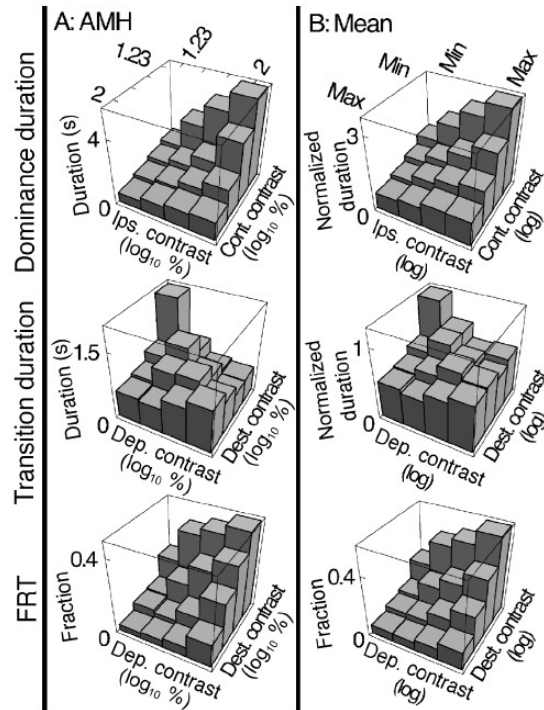 A: AMH
B: Mean
Dominance duration
1.23
1.23
2
2
4
0
Duration (s)
Ips. contrast
(log₁₀ %)
Cont. contrast
(log₁₀ %)
Min
Min
Max
Max
3
0
Normalized
duration
Ips. contrast
(log)
Cont. contrast
(log)
Transition duration
1.5
0
Duration (s)
Dep. contrast
(log₁₀ %)
Dest. contrast
(log₁₀ %)
1
0
Normalized
duration
Dep. contrast
(log)
Dest. contrast
(log)
FRT
0.4
0
Fraction
Dep. contrast
(log₁₀ %)
Dest. contrast
(log₁₀ %)
0.4
0
Fraction
Dep. contrast
(log)
Dest. contrast
(log)